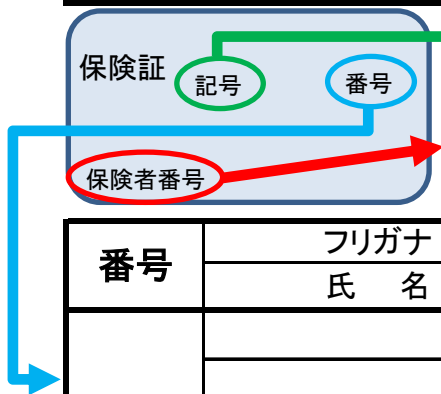 保険証 記号 番号
保険者番号
番号
フリガナ
氏 名